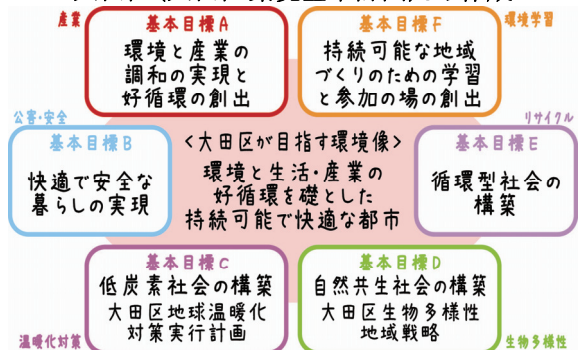 産業
基本目標A
環境と産業の
調和の実現と
好循環の創出
基本目標F
環境学習
持続可能な地域
づくりのための学習
と参加の場の創出
公害・安全
基本目標B
快適で安全な
暮らしの実現
<大田区が目指す環境像>
環境と生活・産業の
好循環を礎とした
持続可能で快適な都市
リサイクル
基本目標E
循環型社会の
構築
基本目標C
低炭素社会の構築
大田区地球温暖化
対策実行計画
温暖化対策
基本目標D
自然共生社会の構築
大田区生物多様性
地域戦略
生物多様性